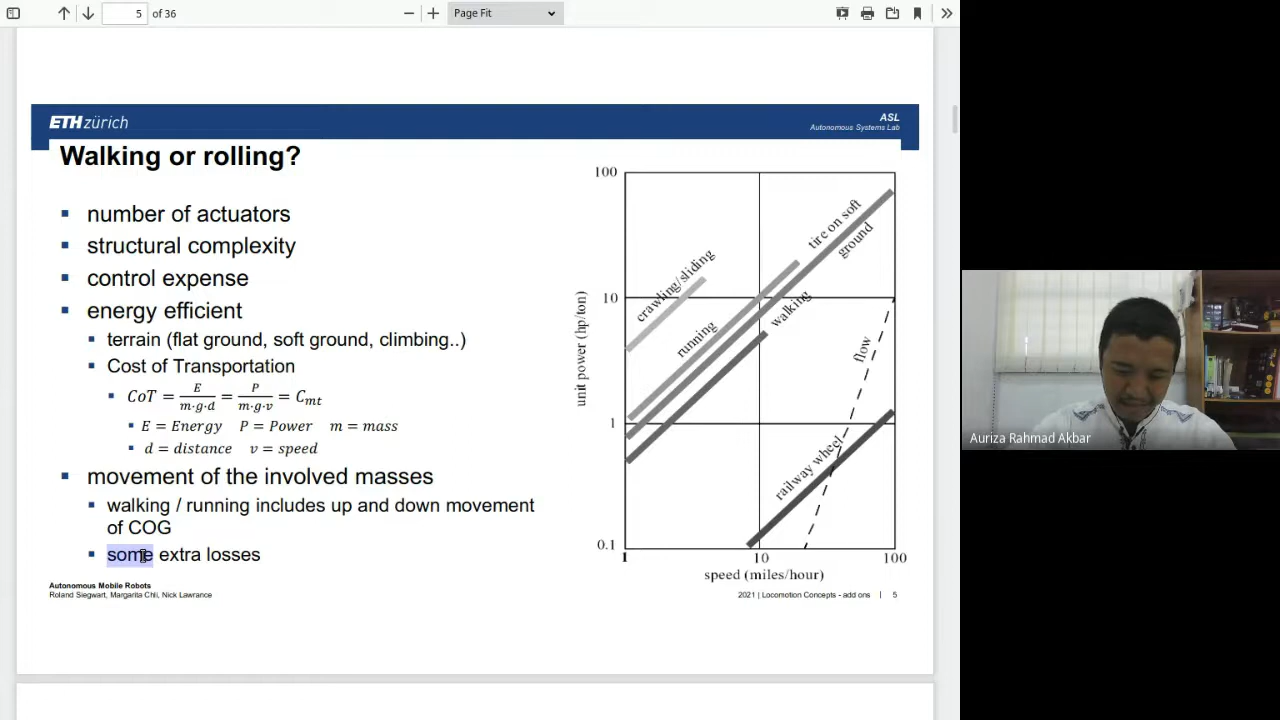 5 of 36
Page Fit
ETH zürich
ASL
Autonomous Systems Lab
Walking or rolling?
number of actuators
structural complexity
control expense
energy efficient
terrain (flat ground, soft ground, climbing..)
Cost of Transportation
CoT = E/(m·g·d) = P/(m·g·v) = Cmt
E = Energy P = Power m = mass
d = distance v = speed
movement of the involved masses
walking / running includes up and down movement
of COG
some extra losses
unit power (hp/ton)
100
10
1
0.1
crawling/sliding
running
tire on soft
ground
walking
flow
railway wheel
1
10
100
speed (miles/hour)
Autonomous Mobile Robots
Roland Siegwart, Margarita Chli, Nick Lawrance
2021 | Locomotion Concepts - add ons | 5
Auriza Rahmad Akbar